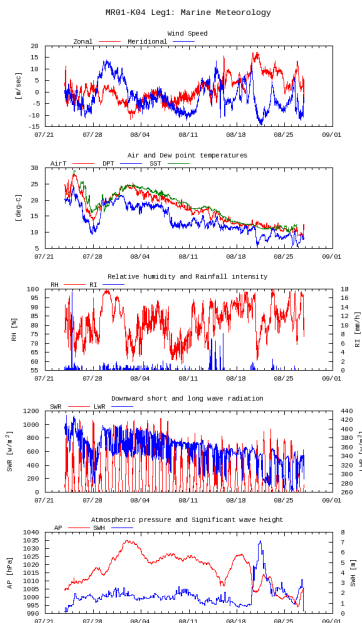 MR01-K04 Leg1: Marine Meteorology
Wind Speed
Zonal Meridional
20
15
10
5
0
-5
-10
-15
[m/sec]
07/21 07/28 08/04 08/11 08/18 08/25 09/01
Air and Dew point temperatures
AirT DPT SST
30
25
20
15
10
5
[deg-C]
07/21 07/28 08/04 08/11 08/18 08/25 09/01
Relative humidity and Rainfall intensity
RH RI
100 18
95 16
90 14
85 12
80 10
75 8
70 6
65 4
60 2
55 0
RH [%]
RI [mm/h]
07/21 07/28 08/04 08/11 08/18 08/25 09/01
Downward short and long wave radiation
SWR LWR
1200
1000
800
600
400
200
0
440
420
400
380
360
340
320
300
280
260
SWR [w/m2]
LWR [w/m2]
07/21 07/28 08/04 08/11 08/18 08/25 09/01
Atmospheric pressure and Significant wave height
AP SWH
1040
1035
1030
1025
1020
1015
1010
1005
1000
995
990
8
7
6
5
4
3
2
1
0
AP [hPa]
SWH [m]
07/21 07/28 08/04 08/11 08/18 08/25 09/01